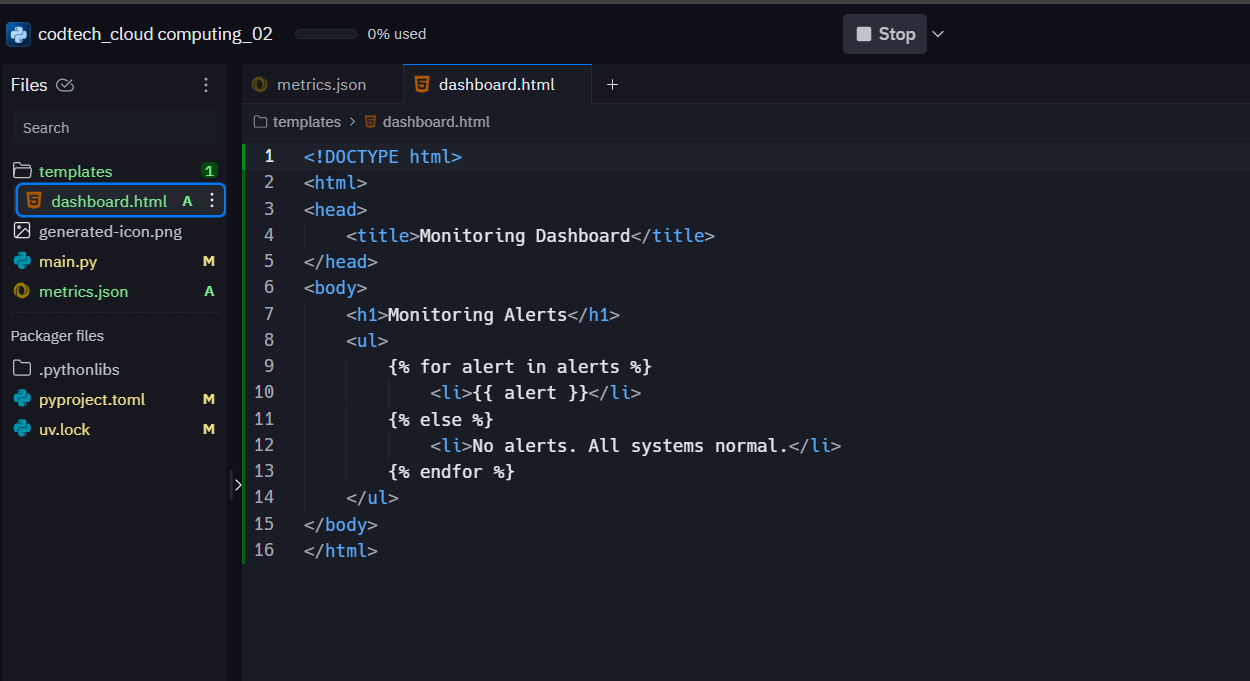 codtech_cloud computing_02 0% used Stop
Files
Search
templates 1
dashboard.html A
generated-icon.png
main.py M
metrics.json A
Packager files
.pythonlibs
pyproject.toml M
uv.lock M
metrics.json dashboard.html +
templates > dashboard.html
1 <!DOCTYPE html>
2 <html>
3 <head>
4     <title>Monitoring Dashboard</title>
5 </head>
6 <body>
7     <h1>Monitoring Alerts</h1>
8     <ul>
9         {% for alert in alerts %}
10             <li>{{ alert }}</li>
11         {% else %}
12             <li>No alerts. All systems normal.</li>
13         {% endfor %}
14     </ul>
15 </body>
16 </html>